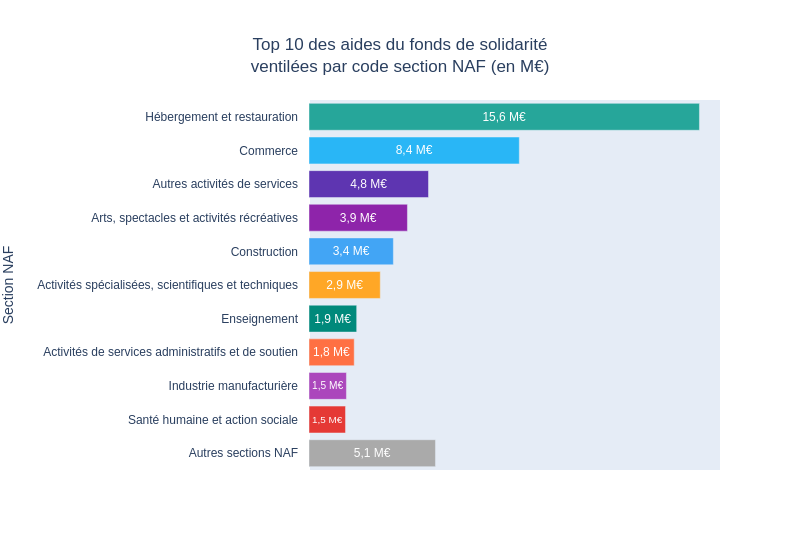 Top 10 des aides du fonds de solidarité
ventilées par code section NAF (en M€)
Section NAF
Hébergement et restauration 15,6 M€
Commerce 8,4 M€
Autres activités de services 4,8 M€
Arts, spectacles et activités récréatives 3,9 M€
Construction 3,4 M€
Activités spécialisées, scientifiques et techniques 2,9 M€
Enseignement 1,9 M€
Activités de services administratifs et de soutien 1,8 M€
Industrie manufacturière 1,5 M€
Santé humaine et action sociale 1,5 M€
Autres sections NAF 5,1 M€